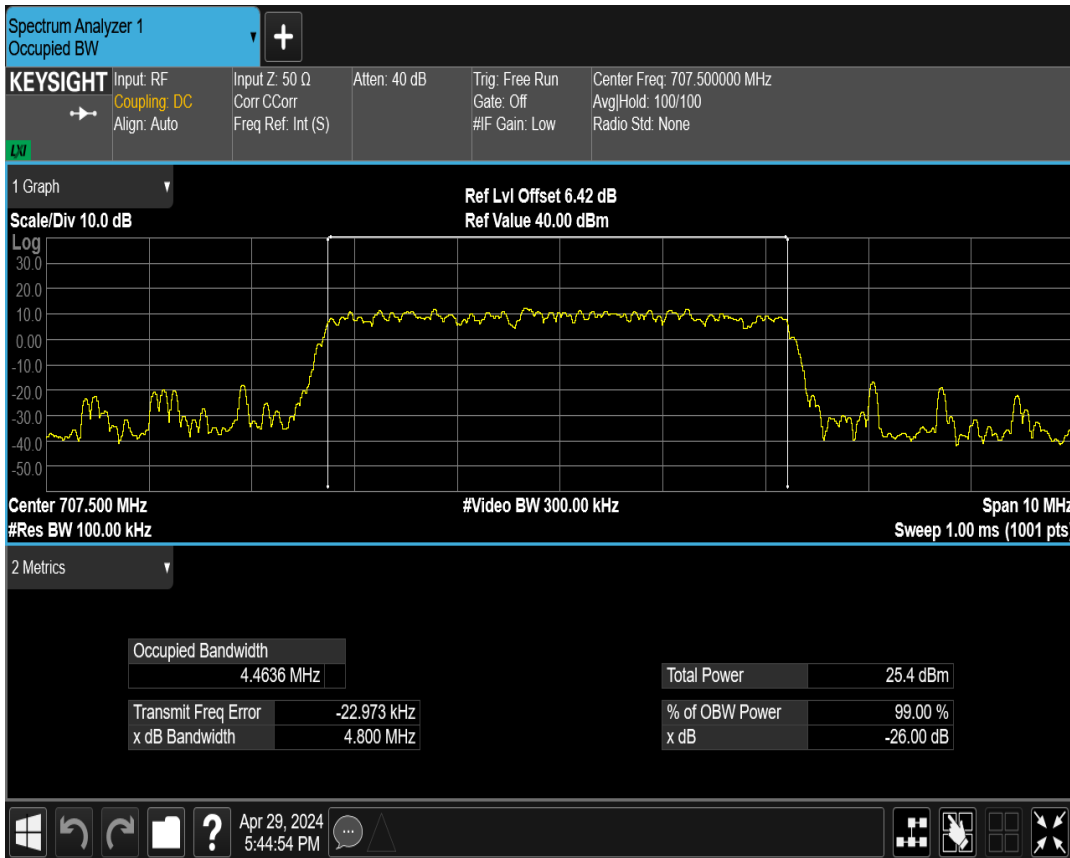 Spectrum Analyzer 1
Occupied BW
+
KEYSIGHT
LXI
Input: RF
Coupling: DC
Align: Auto
Input Z: 50 Ω
Corr CCorr
Freq Ref: Int (S)
Atten: 40 dB
Trig: Free Run
Gate: Off
#IF Gain: Low
Center Freq: 707.500000 MHz
Avg|Hold: 100/100
Radio Std: None
1 Graph
Scale/Div 10.0 dB
Ref Lvl Offset 6.42 dB
Ref Value 40.00 dBm
Log
30.0
20.0
10.0
0.00
-10.0
-20.0
-30.0
-40.0
-50.0
Center 707.500 MHz
#Video BW 300.00 kHz
Span 10 MHz
#Res BW 100.00 kHz
Sweep 1.00 ms (1001 pts)
2 Metrics
Occupied Bandwidth
4.4636 MHz
Total Power 25.4 dBm
Transmit Freq Error -22.973 kHz
% of OBW Power 99.00 %
x dB Bandwidth 4.800 MHz
x dB -26.00 dB
?
Apr 29, 2024
5:44:54 PM